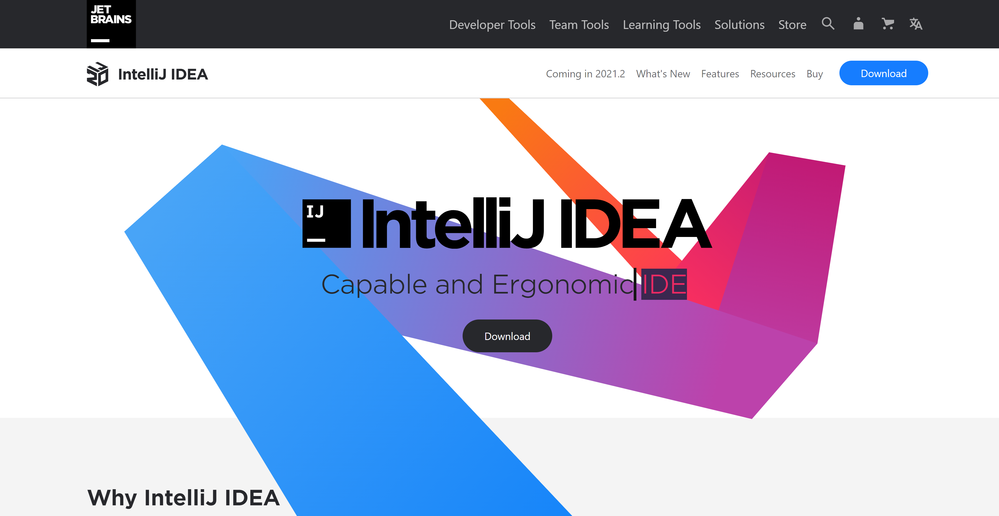 JET
BRAINS
Developer Tools Team Tools Learning Tools Solutions Store
IntelliJ IDEA
Coming in 2021.2 What's New Features Resources Buy Download
IJ IntelliJ IDEA
Capable and Ergonomic IDE
Download
Why IntelliJ IDEA